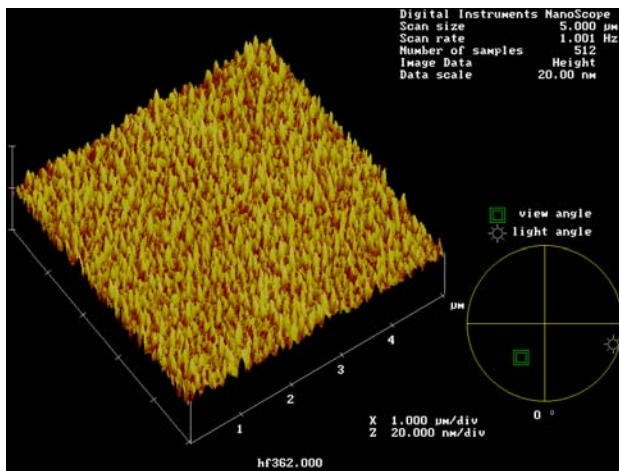 Digital Instruments NanoScope
Scan size 5.000 µm
Scan rate 1.001 Hz
Number of samples 512
Image Data Height
Data scale 20.00 nm
view angle
light angle
µm
4
3
2
1
0 °
X 1.000 µm/div
Z 20.000 nm/div
hf362.000